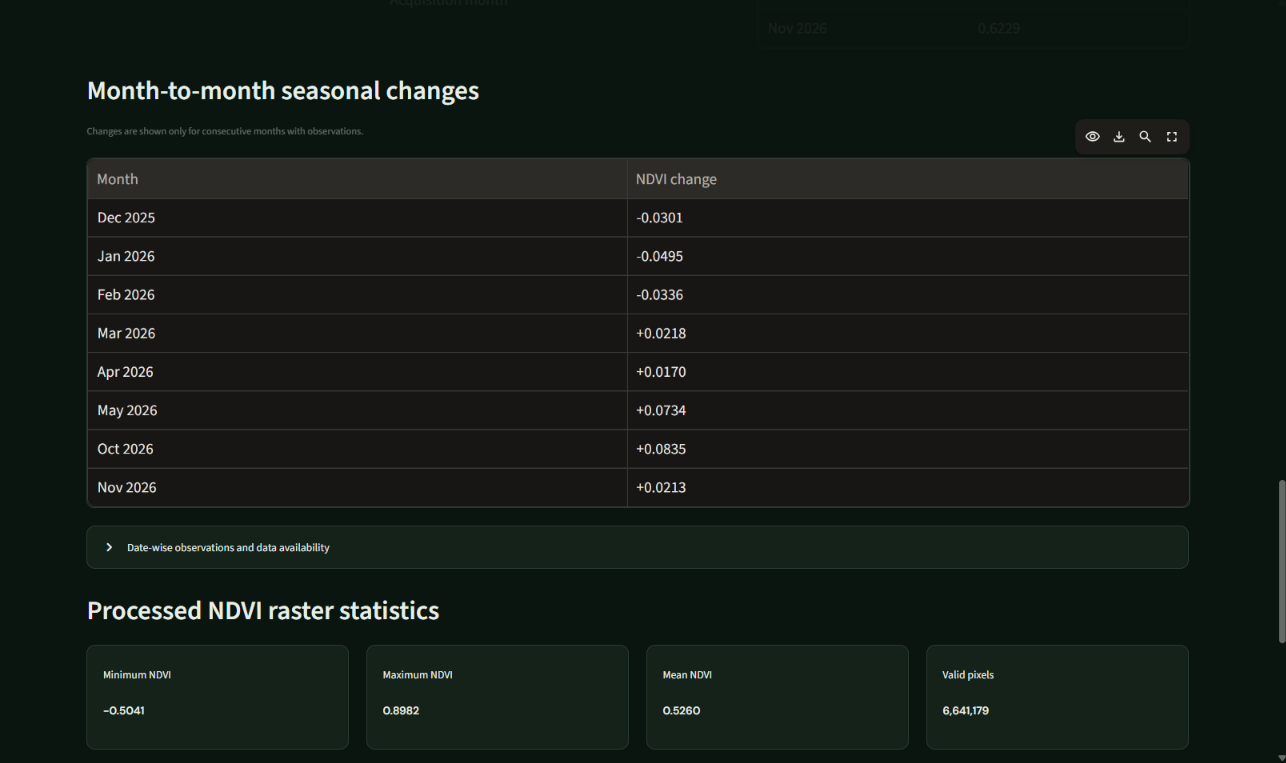 Acquisition month
Nov 2026 0.6229
Month-to-month seasonal changes
Changes are shown only for consecutive months with observations.
Month NDVI change
Dec 2025 -0.0301
Jan 2026 -0.0495
Feb 2026 -0.0336
Mar 2026 +0.0218
Apr 2026 +0.0170
May 2026 +0.0734
Oct 2026 +0.0835
Nov 2026 +0.0213
Date-wise observations and data availability
Processed NDVI raster statistics
Minimum NDVI Maximum NDVI Mean NDVI Valid pixels
-0.5041 0.8982 0.5260 6,641,179